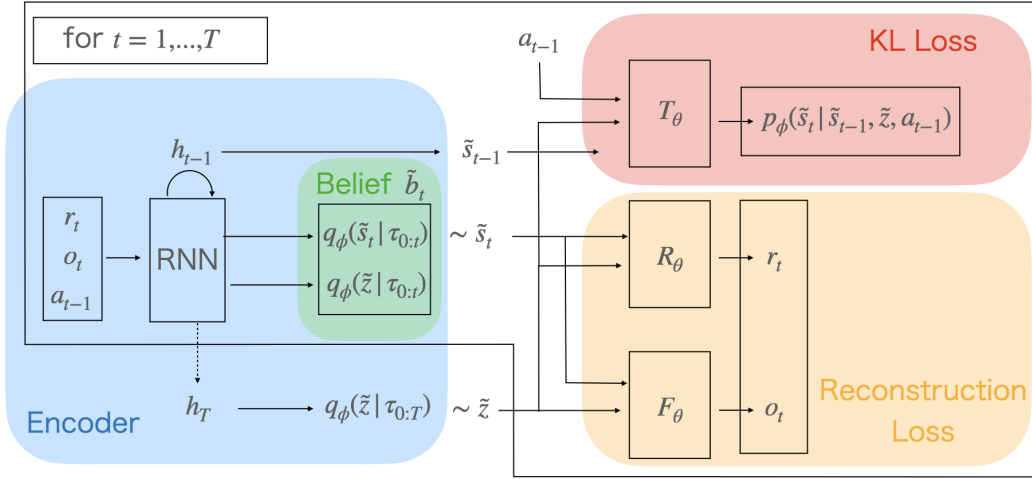 for t = 1,...,T
a_{t−1}
KL Loss
T_θ
p_ϕ(s̃_t | s̃_{t−1}, z̃, a_{t−1})
h_{t−1}
s̃_{t−1}
Belief b̃_t
r_t
o_t
a_{t−1}
RNN
q_ϕ(s̃_t | τ_{0:t})
∼ s̃_t
q_ϕ(z̃ | τ_{0:t})
R_θ
r_t
h_T
q_ϕ(z̃ | τ_{0:T})
∼ z̃
F_θ
o_t
Encoder
Reconstruction
Loss